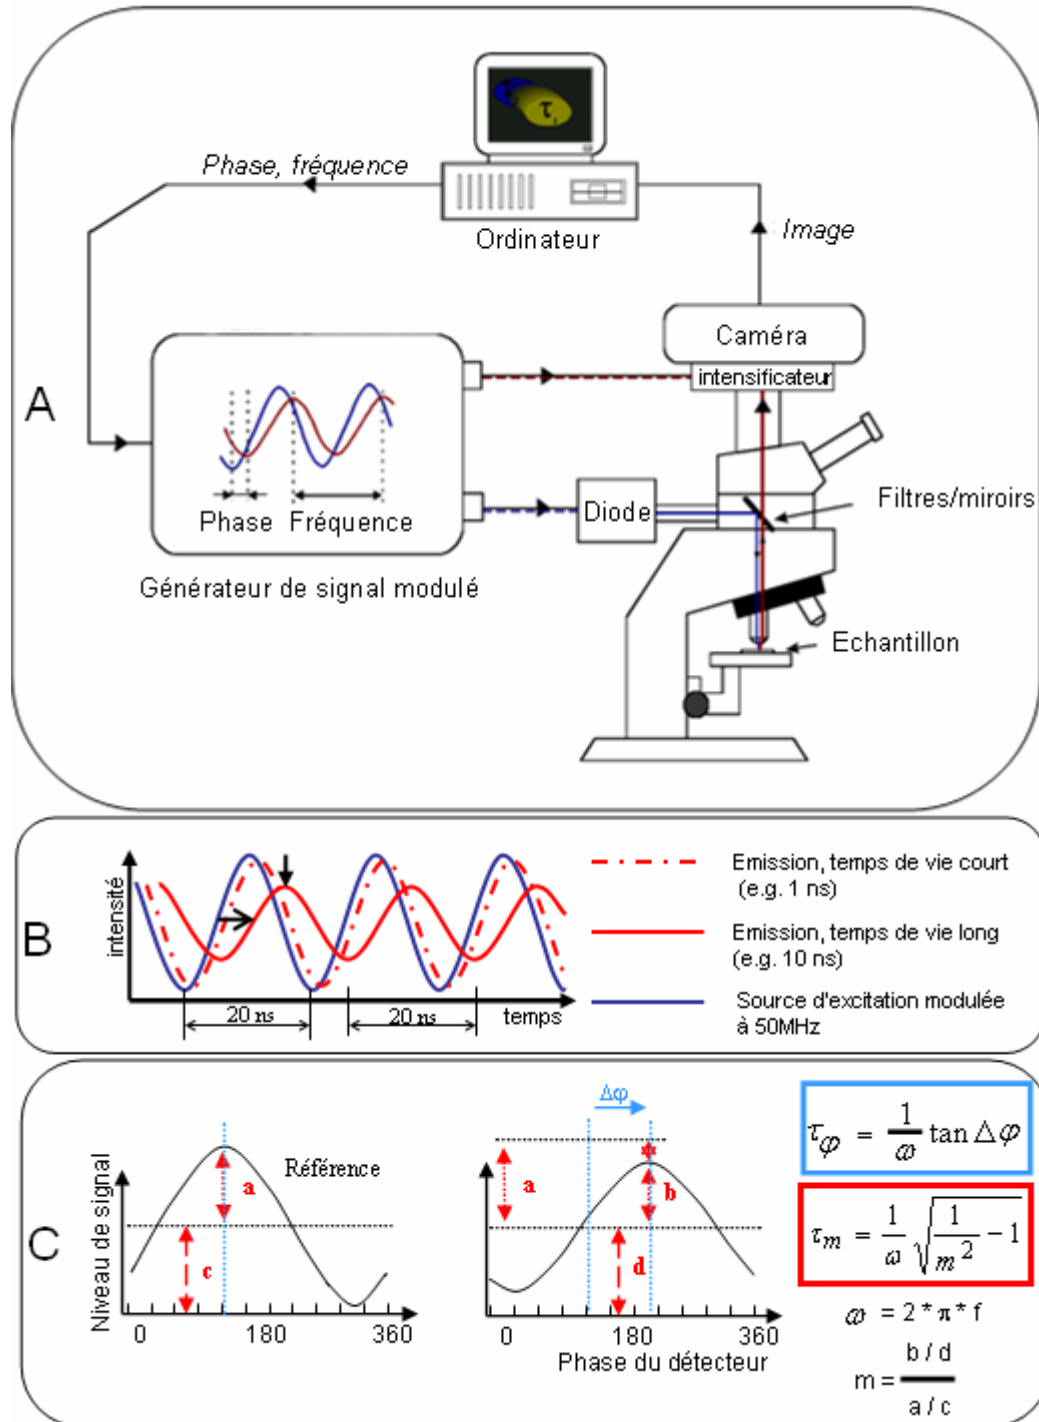 τi
Phase, fréquence
Ordinateur
Image
Caméra
intensificateur
A
Phase
Fréquence
Diode
Filtres/miroirs
Générateur de signal modulé
Echantillon
B
intensité
20 ns
20 ns
temps
Emission, temps de vie court
(e.g. 1 ns)
Emission, temps de vie long
(e.g. 10 ns)
Source d'excitation modulée
à 50MHz
C
Niveau de signal
Référence
a
c
0
180
360
Δφ
a
b
d
0
180
360
Phase du détecteur
τφ = 1/ω tan Δφ
τm = 1/ω √(1/m² − 1)
ω = 2 * π * f
m = b / d
a / c